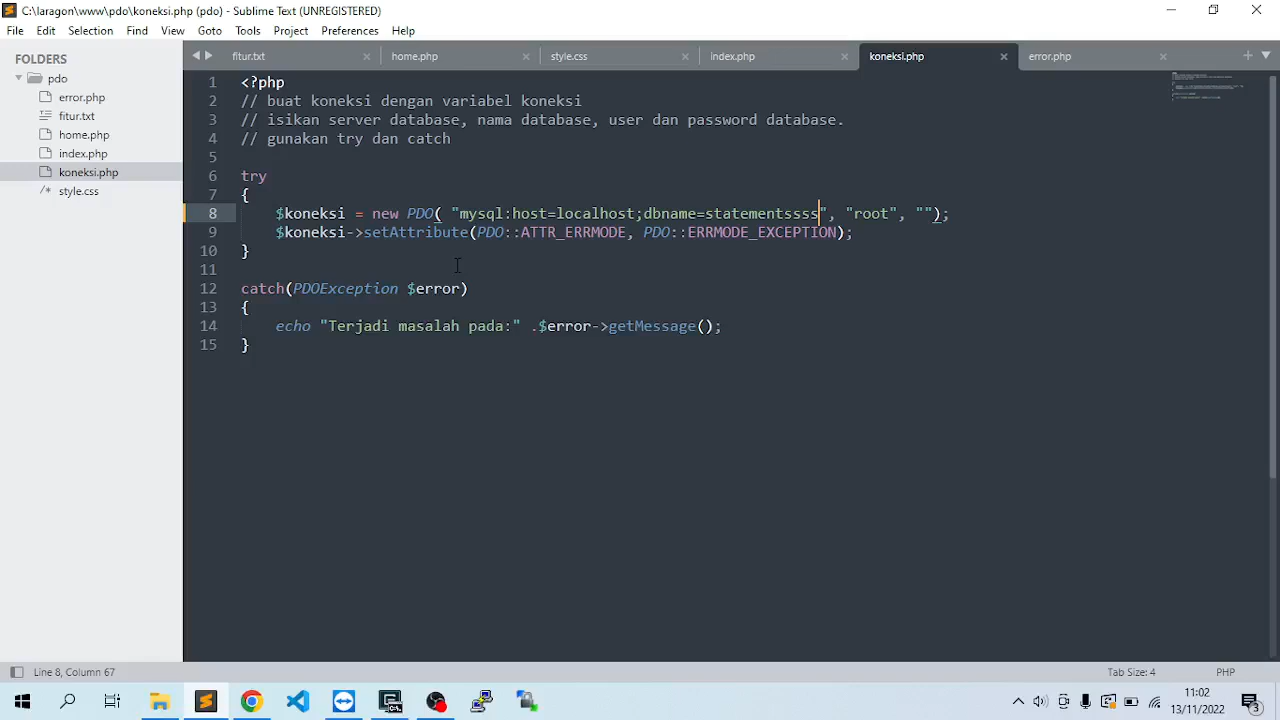 C:\laragon\www\pdo\koneksi.php (pdo) - Sublime Text (UNREGISTERED)
File Edit Selection Find View Goto Tools Project Preferences Help
FOLDERS
pdo
error.php
fitur.txt
home.php
index.php
koneksi.php
style.css
fitur.txt home.php style.css index.php koneksi.php error.php
1 <?php
2 // buat koneksi dengan variabel koneksi
3 // isikan server database, nama database, user dan password database.
4 // gunakan try dan catch
5
6 try
7 {
8 $koneksi = new PDO( "mysql:host=localhost;dbname=statementssss", "root", "");
9 $koneksi->setAttribute(PDO::ATTR_ERRMODE, PDO::ERRMODE_EXCEPTION);
10 }
11
12 catch(PDOException $error)
13 {
14 echo "Terjadi masalah pada:" .$error->getMessage();
15 }
Line 8, Column 67
Tab Size: 4 PHP
11:02
13/11/2022
3